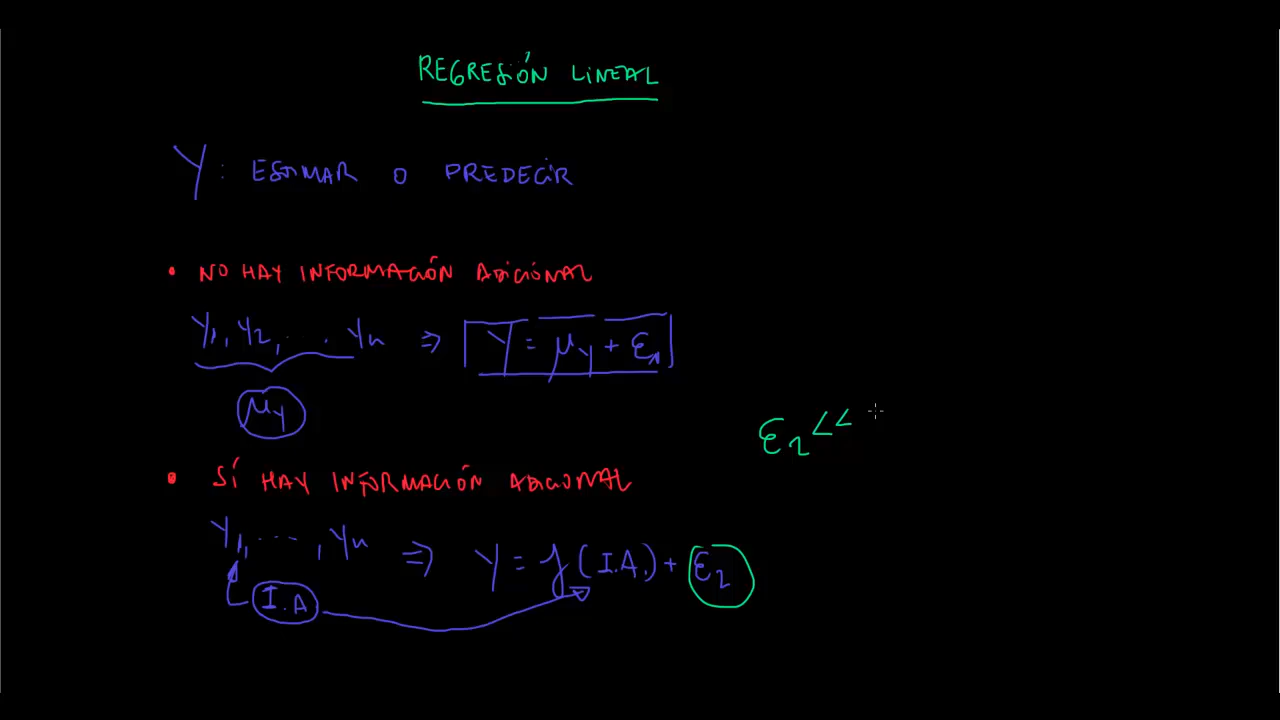 REGRESIÓN LINEAL
Y: ESTIMAR O PREDECIR
• NO HAY INFORMACIÓN ADICIONAL
Y₁, Y₂, ..., Yn ⇒ Y = μY + ε₁
μY
ε₂ <<
• SÍ HAY INFORMACIÓN ADICIONAL
Y₁, ..., Yn ⇒ Y = f(I.A.) + ε₂
I.A